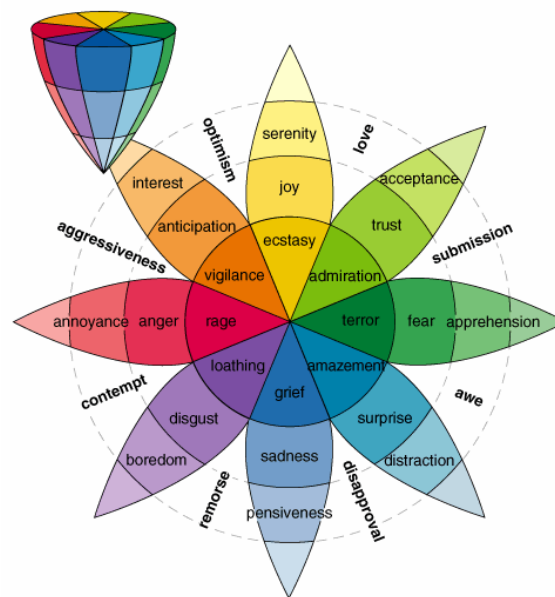 serenity
optimism
love
interest
acceptance
joy
anticipation
trust
aggressiveness
ecstasy
submission
vigilance
admiration
annoyance
anger
rage
terror
fear
apprehension
loathing
amazement
contempt
grief
awe
disgust
surprise
boredom
sadness
distraction
remorse
disapproval
pensiveness